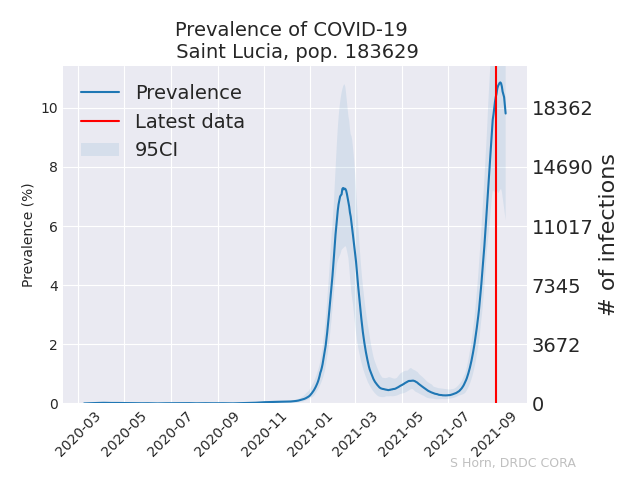 Prevalence of COVID-19
Saint Lucia, pop. 183629
Prevalence
Latest data
95CI
Prevalence (%)
10
8
6
4
2
0
18362
14690
11017
7345
3672
0
# of infections
2020-03
2020-05
2020-07
2020-09
2020-11
2021-01
2021-03
2021-05
2021-07
2021-09
S Horn, DRDC CORA